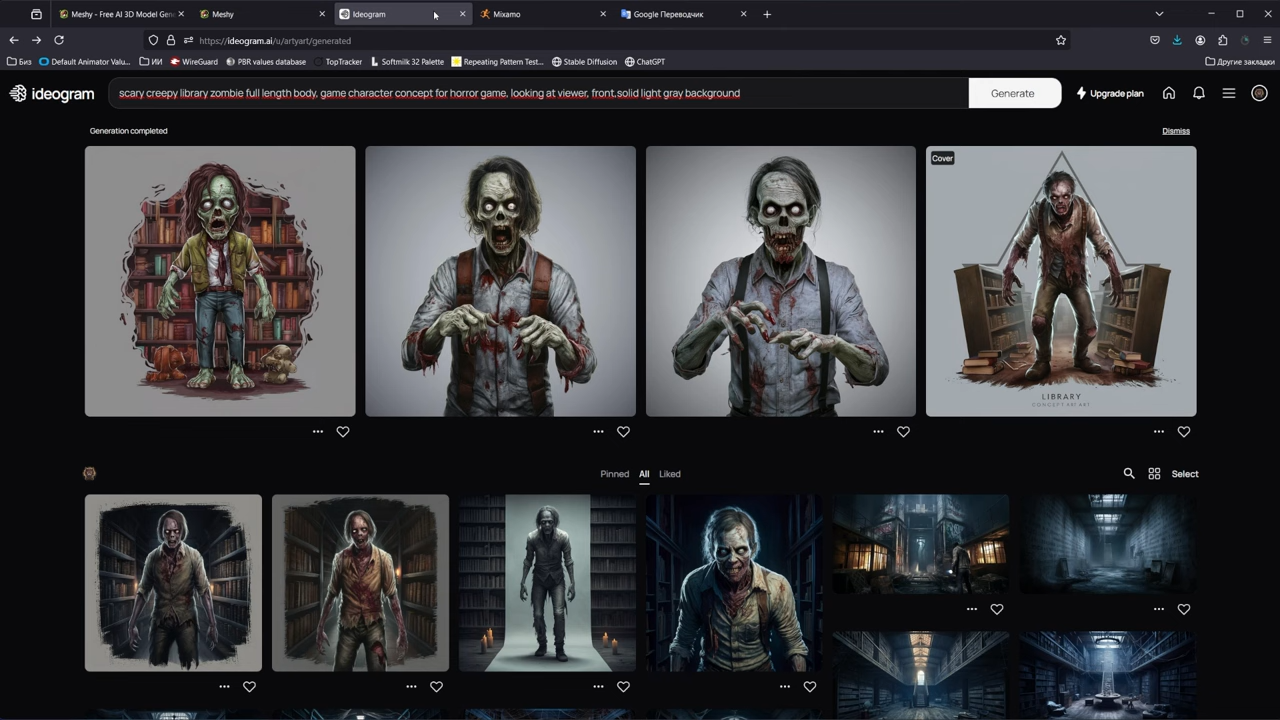 Meshy - Free AI 3D Model Gen
Meshy
Ideogram
Mixamo
Google Переводчик
https://ideogram.ai/u/artyart/generated
Биз
Default Animator Valu...
ИИ
WireGuard
PBR values database
TopTracker
Softmilk 32 Palette
Repeating Pattern Test...
Stable Diffusion
ChatGPT
Другие закладки
ideogram
scary creepy library zombie full length body, game character concept for horror game, looking at viewer, front,solid light gray background
Generate
Upgrade plan
Generation completed
Dismiss
Cover
LIBRARY
CONCEPT ART ART
Pinned
All
Liked
Select